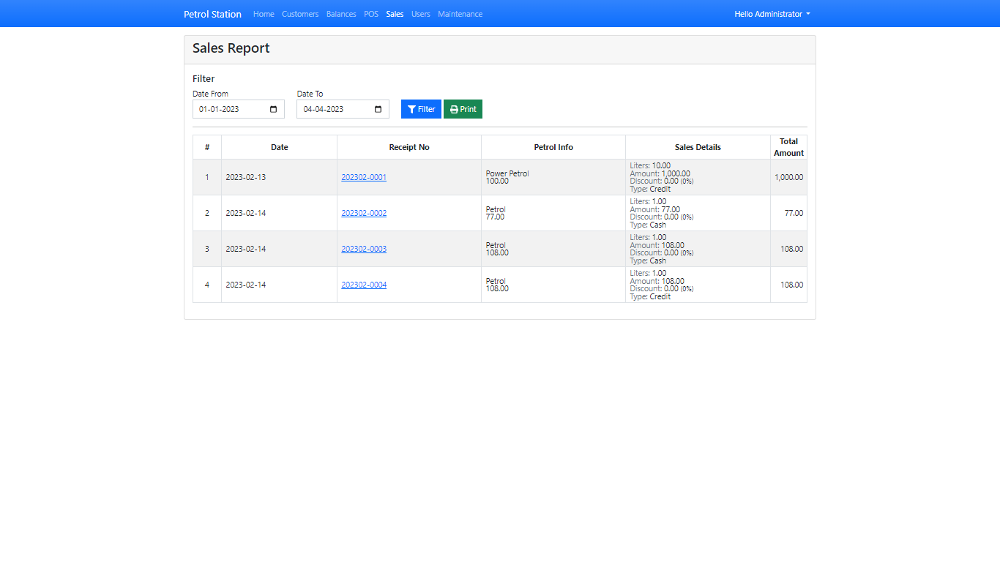 Petrol Station Home Customers Balances POS Sales Users Maintenance Hello Administrator
Sales Report
Filter
Date From Date To
01-01-2023 04-04-2023 Filter Print
# Date Receipt No Petrol Info Sales Details Total Amount
1 2023-02-13 202302-0001 Power Petrol
100.00 Liters: 10.00
Amount: 1,000.00
Discount: 0.00 (0%)
Type: Credit 1,000.00
2 2023-02-14 202302-0002 Petrol
77.00 Liters: 1.00
Amount: 77.00
Discount: 0.00 (0%)
Type: Cash 77.00
3 2023-02-14 202302-0003 Petrol
108.00 Liters: 1.00
Amount: 108.00
Discount: 0.00 (0%)
Type: Cash 108.00
4 2023-02-14 202302-0004 Petrol
108.00 Liters: 1.00
Amount: 108.00
Discount: 0.00 (0%)
Type: Credit 108.00